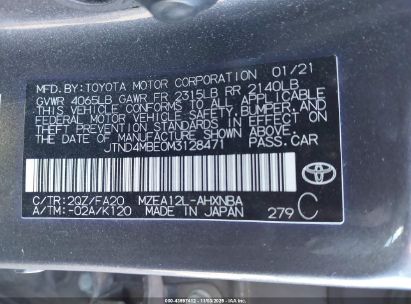 MFD. BY: TOYOTA MOTOR CORPORATION 01/21
GVWR 4065LB GAWR FR 2315LB RR 2140LB
THIS VEHICLE CONFORMS TO ALL APPLICABLE
FEDERAL MOTOR VEHICLE SAFETY, BUMPER, AND
THEFT PREVENTION STANDARDS IN EFFECT ON
THE DATE OF MANUFACTURE SHOWN ABOVE.
JTND4MBE0M3128471 PASS.CAR
C/TR:2QZ/FA20 MZEA12L-AHXNBA
A/TM:-02A/K120 MADE IN JAPAN 279 C